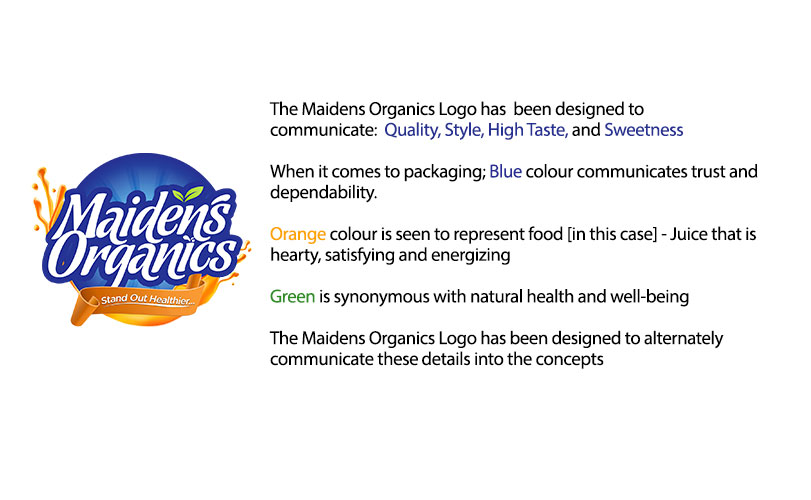 Maidens
Organics
Stand Out Healthier...
The Maidens Organics Logo has  been designed to
communicate:  Quality, Style, High Taste, and Sweetness
When it comes to packaging; Blue colour communicates trust and
dependability.
Orange colour is seen to represent food [in this case] - Juice that is
hearty, satisfying and energizing
Green is synonymous with natural health and well-being
The Maidens Organics Logo has been designed to alternately
communicate these details into the concepts